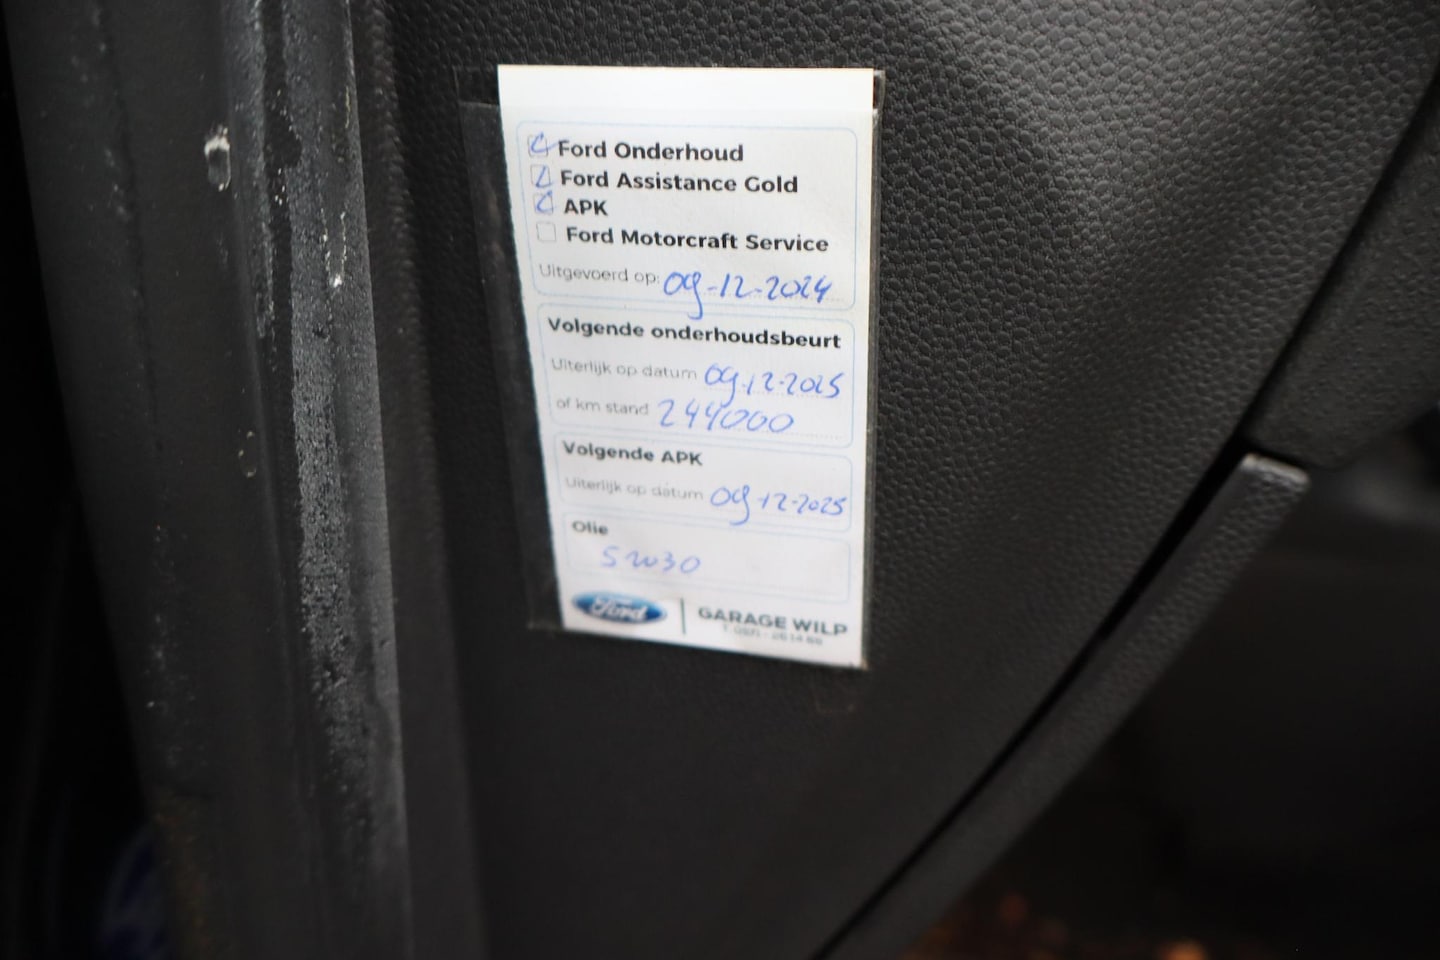 Ford Onderhoud
Ford Assistance Gold
APK
Ford Motorcraft Service
Uitgevoerd op: 09-12-2024
Volgende onderhoudsbeurt
Uiterlijk op datum 09-12-2025
of km stand 244000
Volgende APK
Uiterlijk op datum 09-12-2025
Olie
5W30
Ford GARAGE WILP